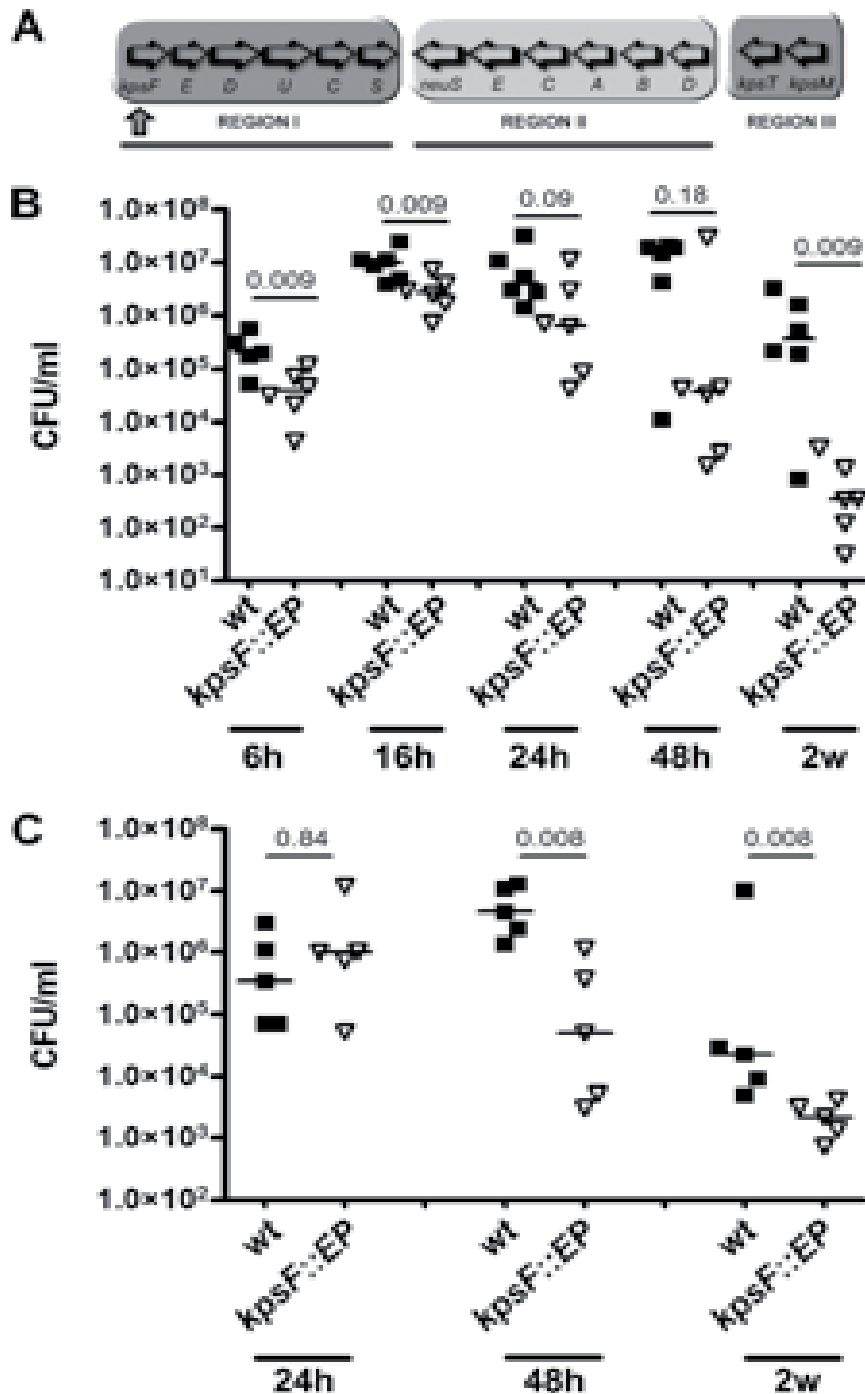 A
kpsF E D U C S neuS E C A B D kpsT kpsM
REGION I REGION II REGION III
B
CFU/ml
1.0×10⁸
1.0×10⁷
1.0×10⁶
1.0×10⁵
1.0×10⁴
1.0×10³
1.0×10²
1.0×10¹
0.009
0.009
0.09
0.18
0.009
wt kpsF::EP wt kpsF::EP wt kpsF::EP wt kpsF::EP wt kpsF::EP
6h 16h 24h 48h 2w
C
CFU/ml
1.0×10⁸
1.0×10⁷
1.0×10⁶
1.0×10⁵
1.0×10⁴
1.0×10³
1.0×10²
0.84
0.008
0.008
wt kpsF::EP wt kpsF::EP wt kpsF::EP
24h 48h 2w